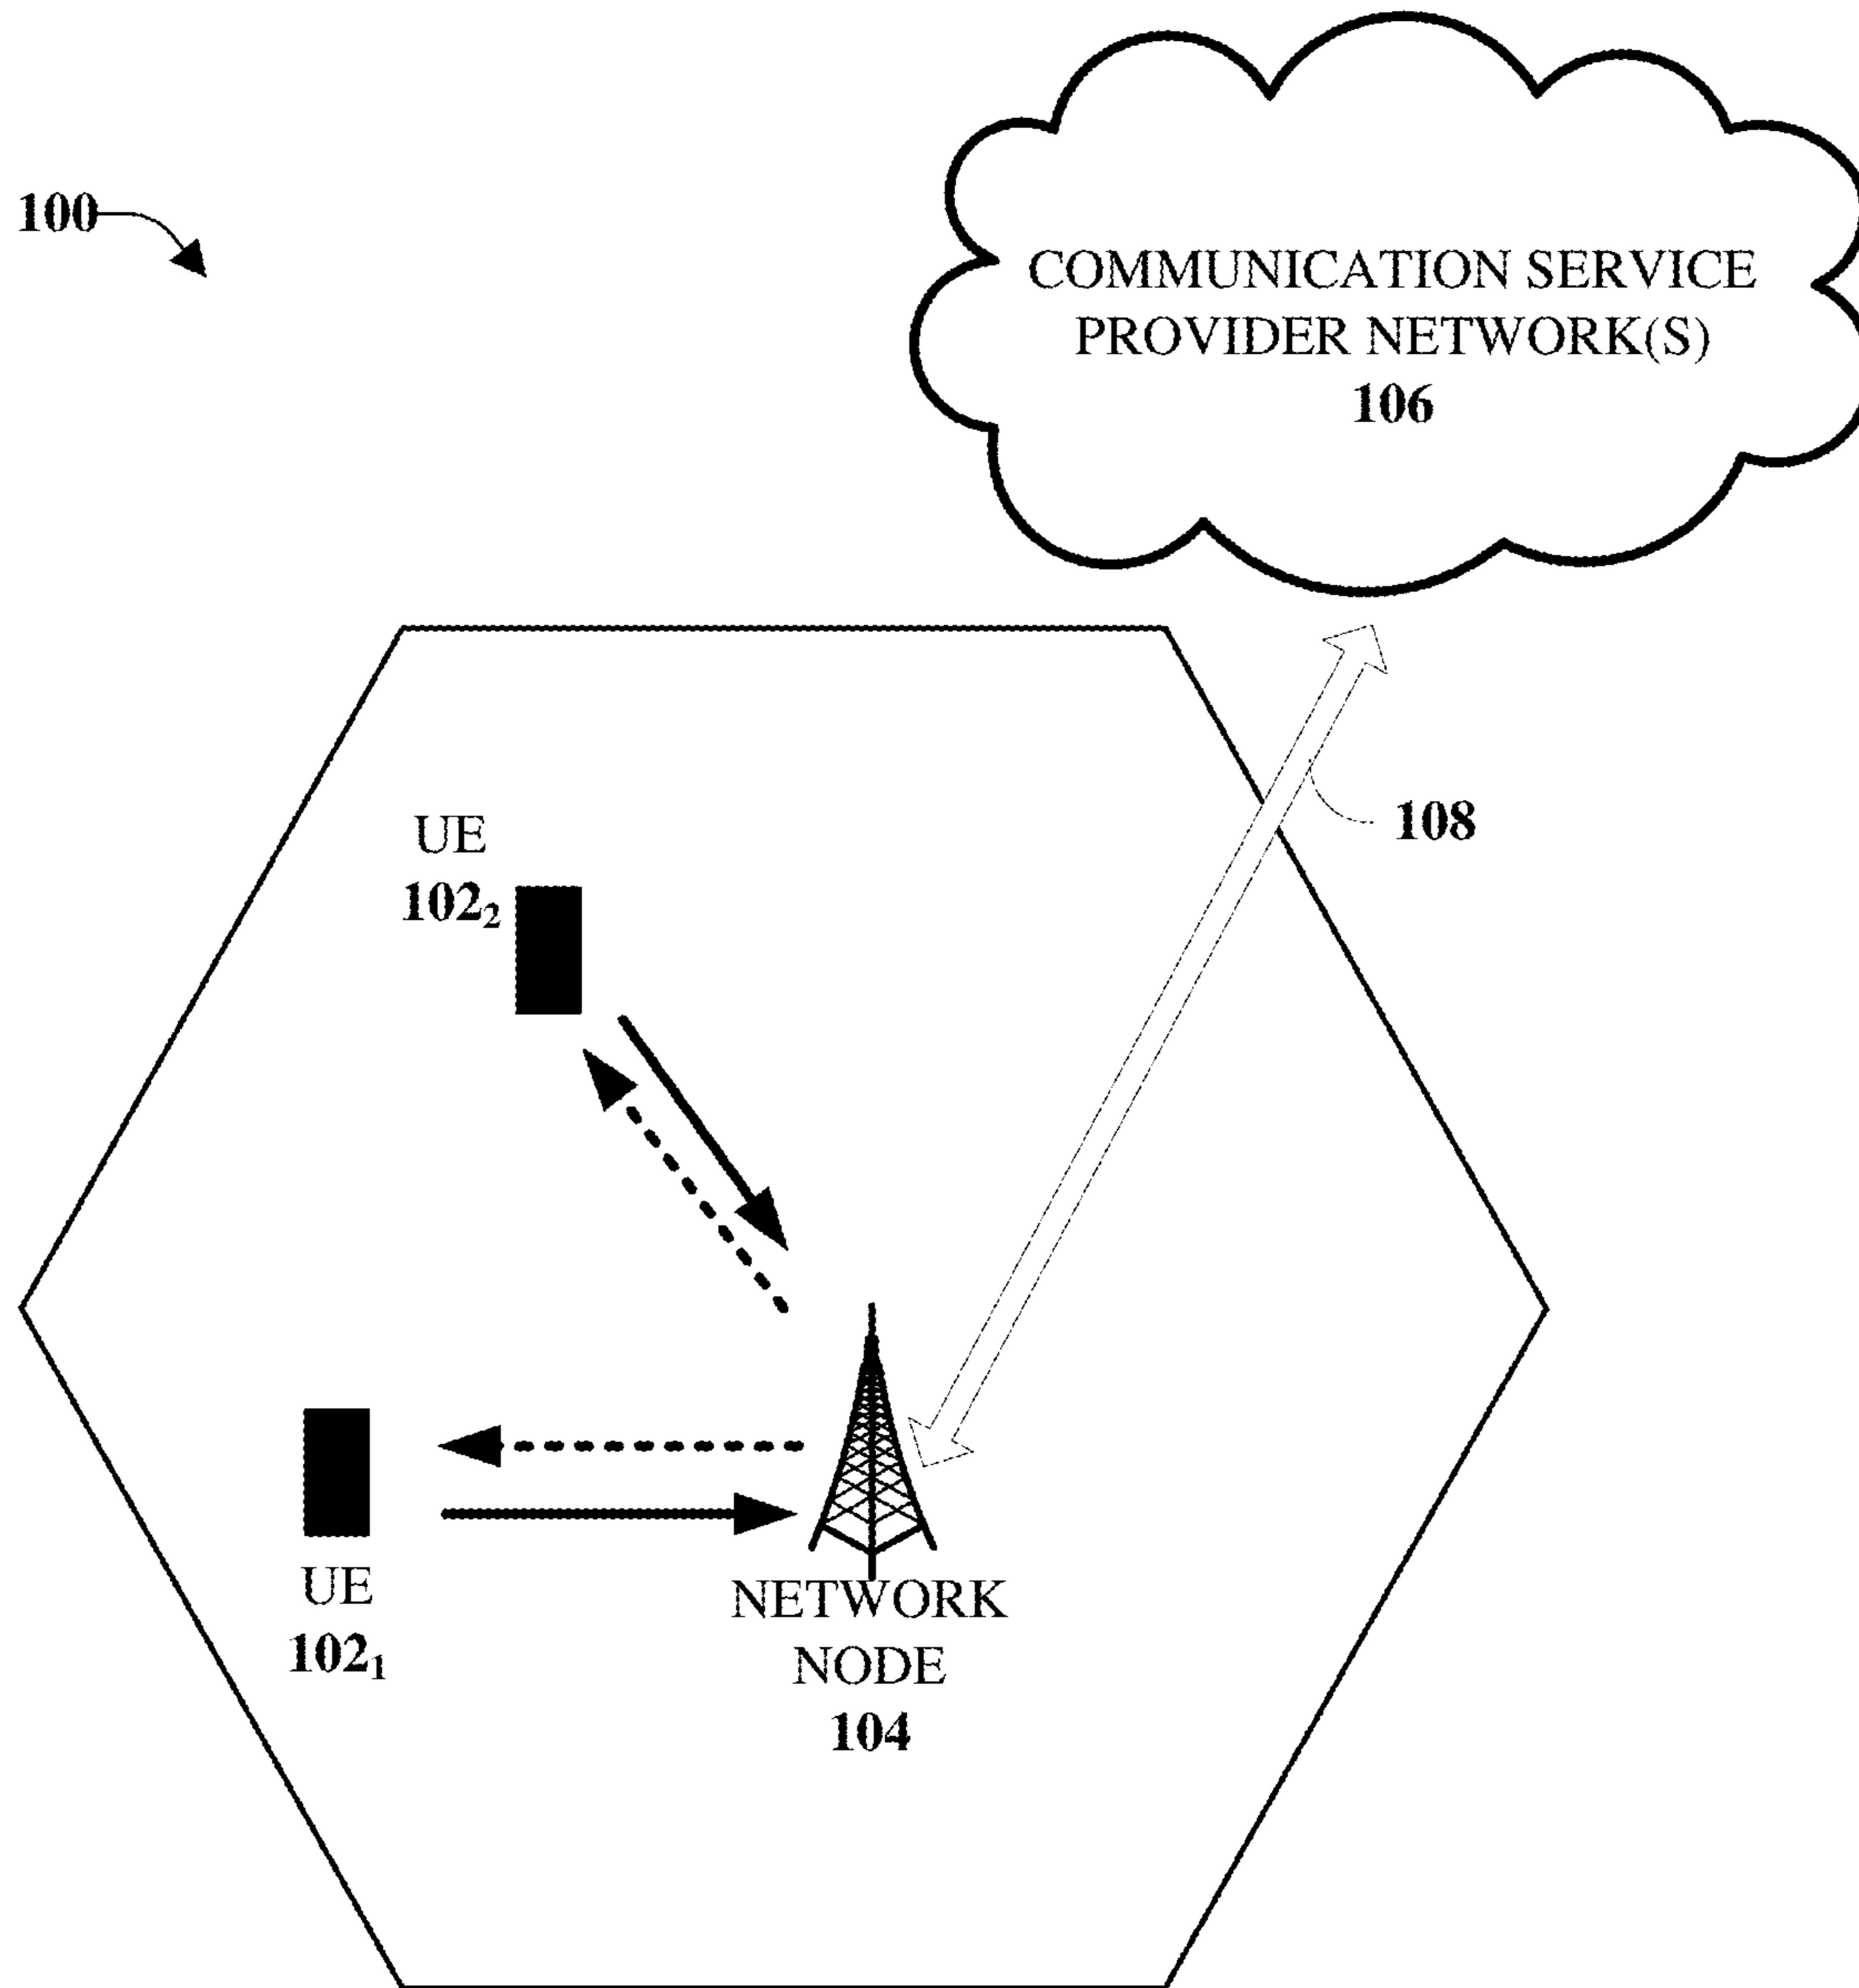 100
COMMUNICATION SERVICE
PROVIDER NETWORK(S)
106
108
UE
102₂
UE
102₁
NETWORK
NODE
104